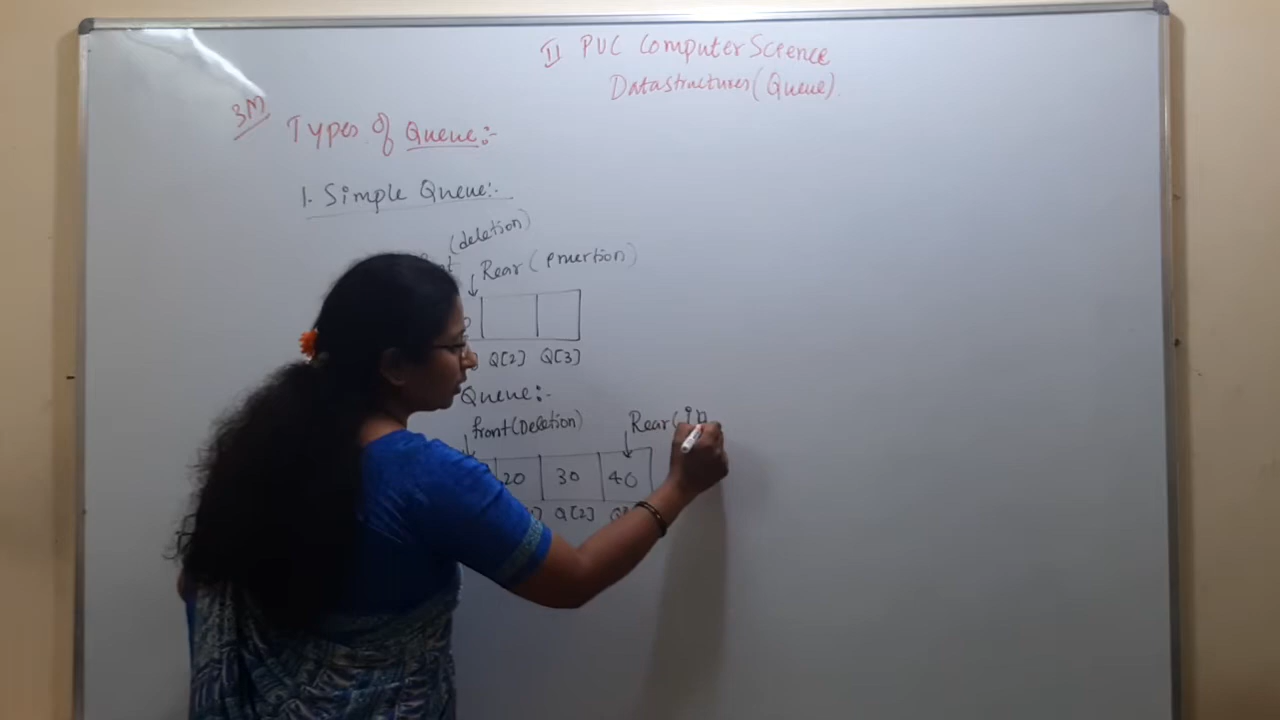 II PUC Computer Science
Datastructures (Queue)
3M
Types of Queue:-
1. Simple Queue:-
(deletion)
Rear (insertion)
Q[2] Q[3]
Queue:-
front (Deletion) Rear (in
20 30 40
Q[2]